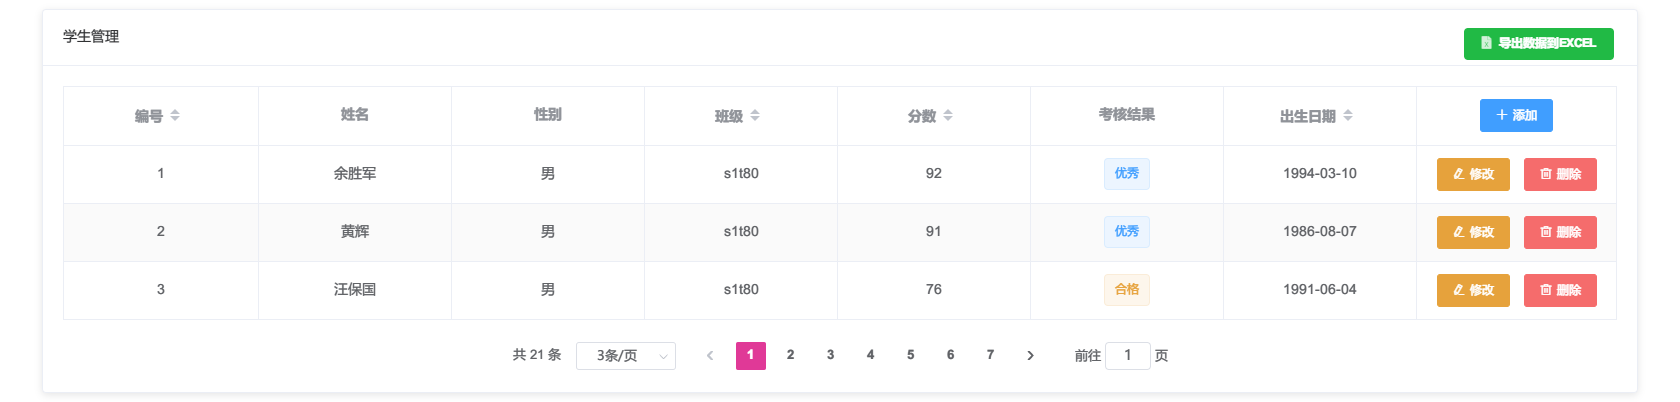 学生管理
导出数据到EXCEL
编号 姓名 性别 班级 分数 考核结果 出生日期 添加
1 余胜军 男 s1t80 92 优秀 1994-03-10 修改 删除
2 黄辉 男 s1t80 91 优秀 1986-08-07 修改 删除
3 汪保国 男 s1t80 76 合格 1991-06-04 修改 删除
共 21 条 3条/页 1 2 3 4 5 6 7 前往 1 页